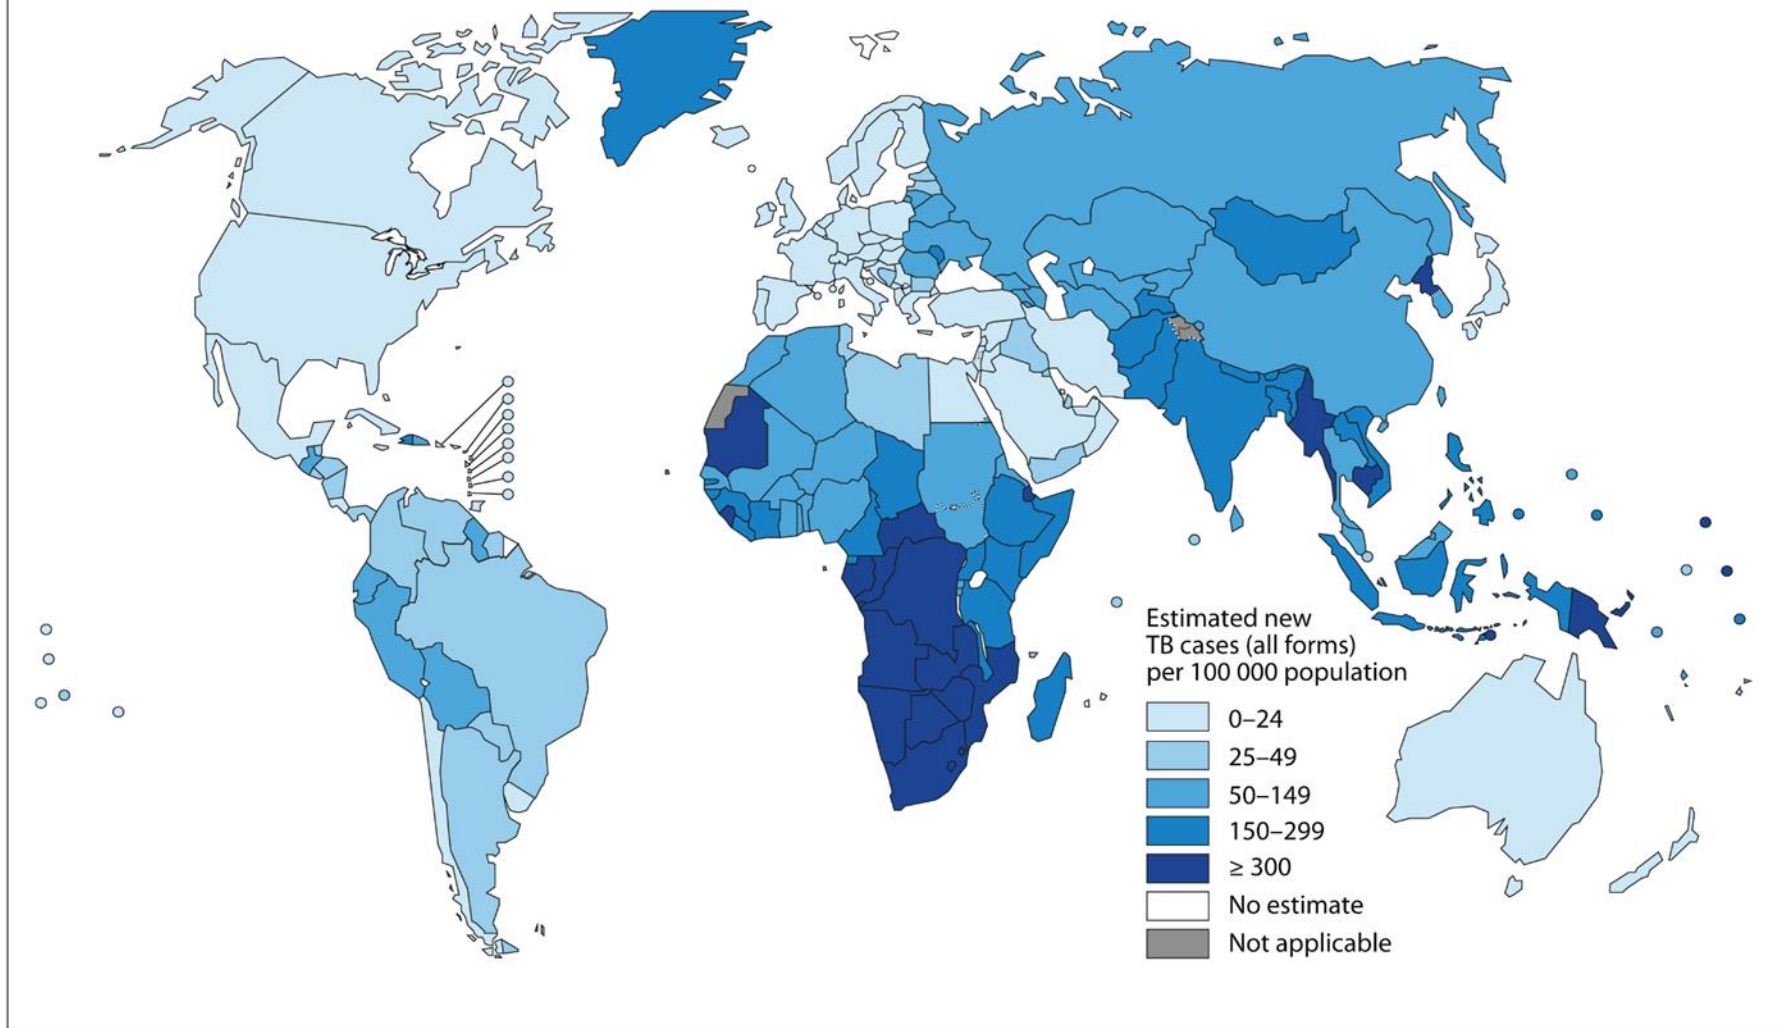 Estimated new
TB cases (all forms)
per 100 000 population
0–24
25–49
50–149
150–299
≥ 300
No estimate
Not applicable